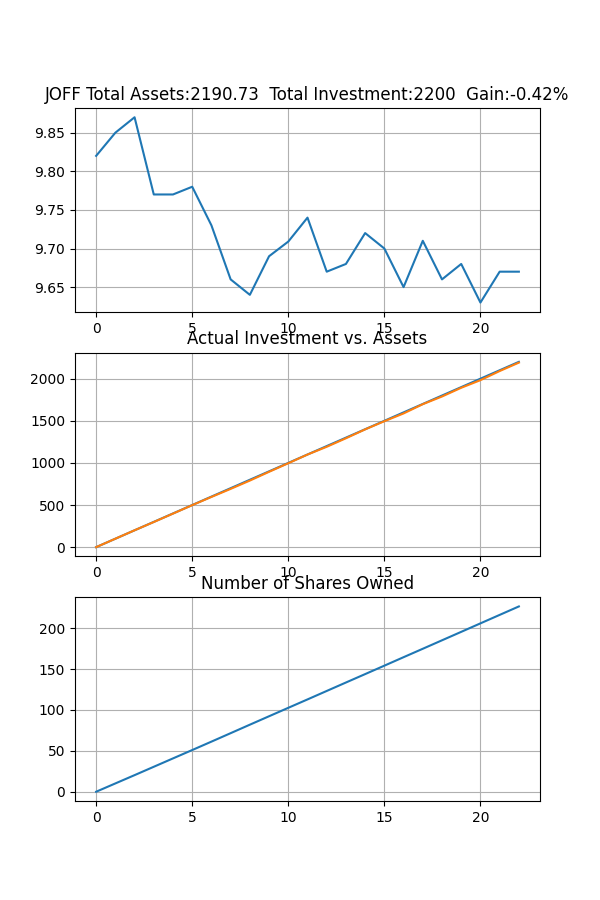 JOFF Total Assets:2190.73  Total Investment:2200  Gain:-0.42%
9.85
9.80
9.75
9.70
9.65
0 5 10 15 20
Actual Investment vs. Assets
2000
1500
1000
500
0
0 5 10 15 20
Number of Shares Owned
200
150
100
50
0
0 5 10 15 20